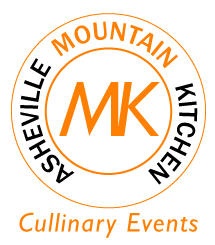 ASHEVILLE MOUNTAIN KITCHEN
MK
Cullinary Events